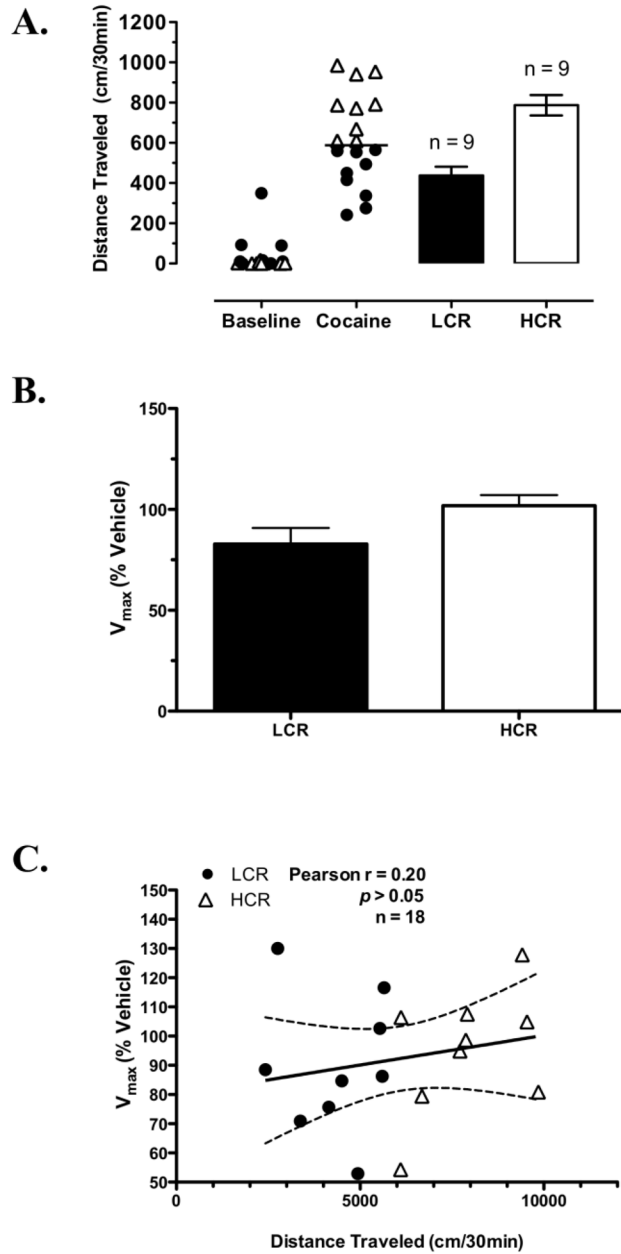 A.
Distance Traveled (cm/30min)
1200
1000
800
600
400
200
0
n = 9
n = 9
Baseline Cocaine LCR HCR
B.
Vmax (% Vehicle)
150
100
50
0
LCR HCR
C.
LCR
HCR
Pearson r = 0.20
p > 0.05
n = 18
Vmax (% Vehicle)
150
140
130
120
110
100
90
80
70
60
50
0 5000 10000
Distance Traveled (cm/30min)